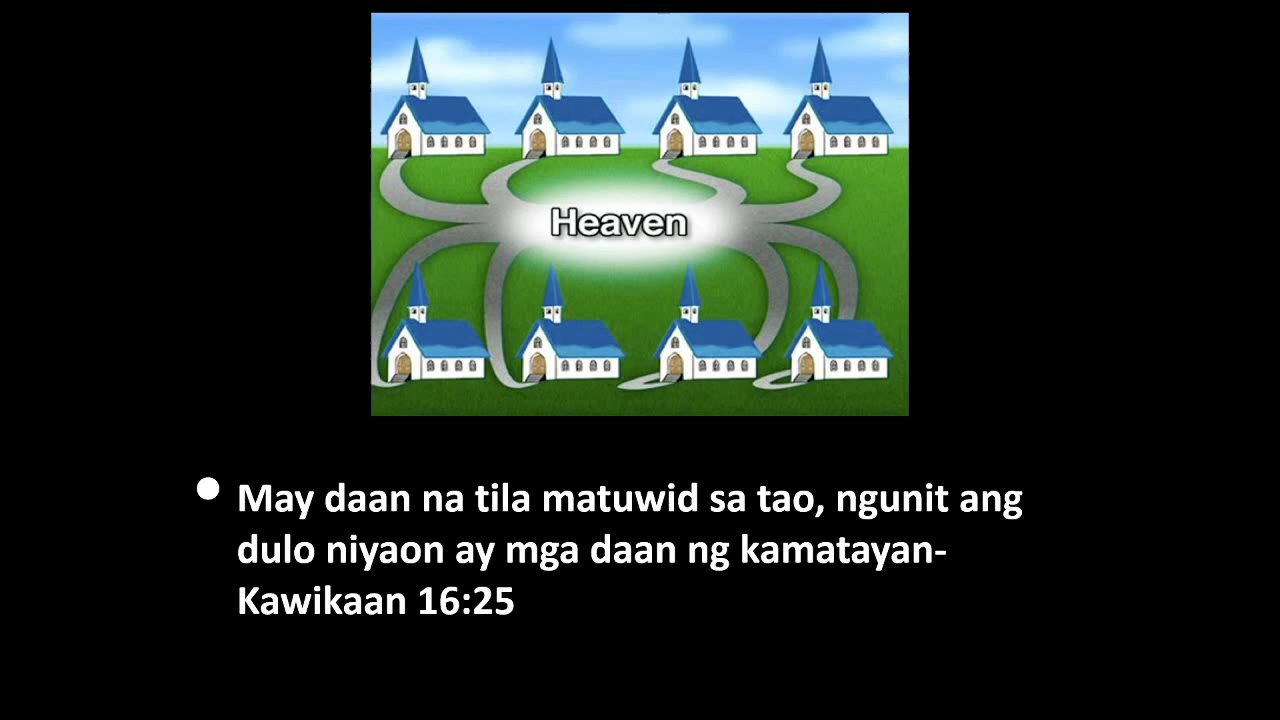 Heaven
• May daan na tila matuwid sa tao, ngunit ang
dulo niyaon ay mga daan ng kamatayan-
Kawikaan 16:25